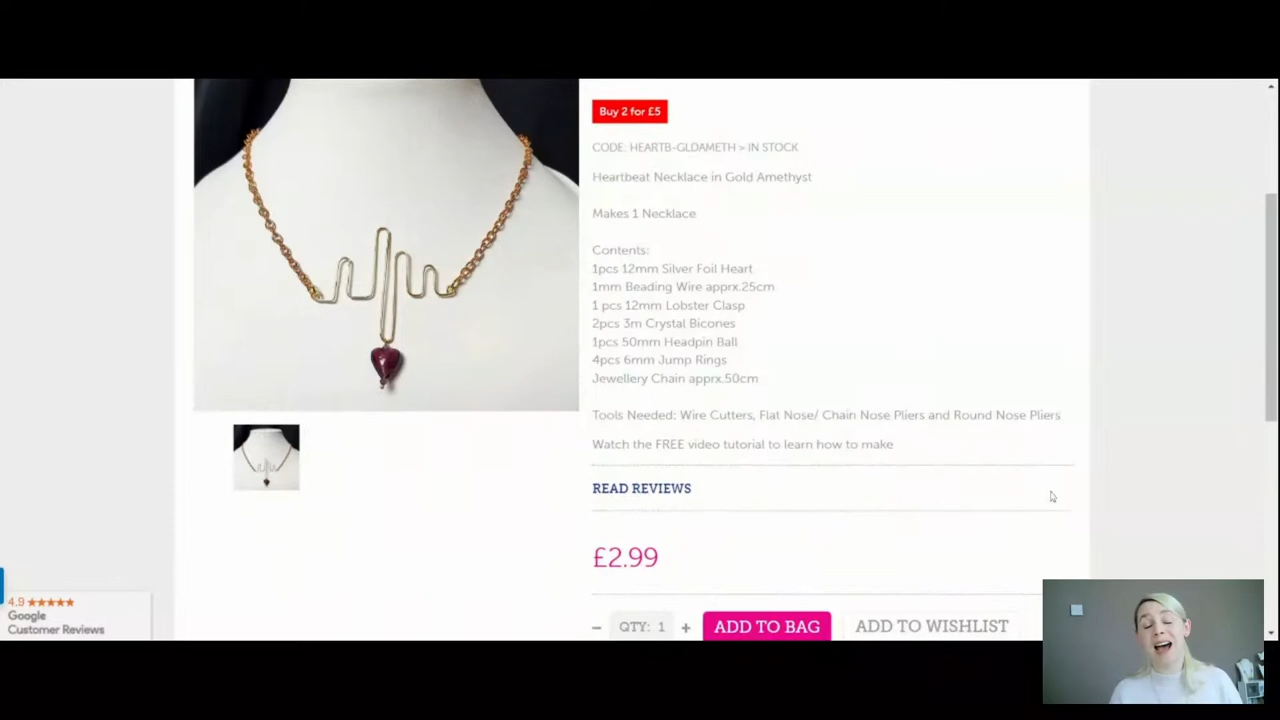 Buy 2 for £5
CODE: HEARTB-GLDAMETH > IN STOCK
Heartbeat Necklace in Gold Amethyst
Makes 1 Necklace
Contents:
1pcs 12mm Silver Foil Heart
1mm Beading Wire apprx.25cm
1 pcs 12mm Lobster Clasp
2pcs 3m Crystal Bicones
1pcs 50mm Headpin Ball
4pcs 6mm Jump Rings
Jewellery Chain apprx.50cm
Tools Needed: Wire Cutters, Flat Nose/ Chain Nose Pliers and Round Nose Pliers
Watch the FREE video tutorial to learn how to make
READ REVIEWS
£2.99
- QTY: 1 + ADD TO BAG ADD TO WISHLIST
4.9 ★★★★★
Google
Customer Reviews